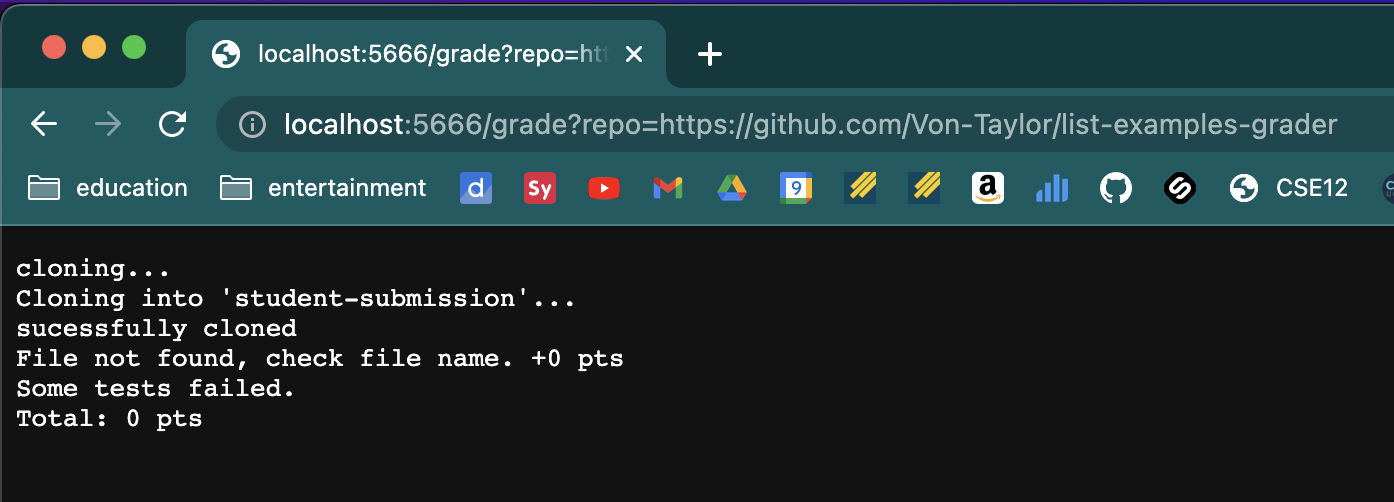 localhost:5666/grade?repo=htt
localhost:5666/grade?repo=https://github.com/Von-Taylor/list-examples-grader
education entertainment d Sy 9 a CSE12
cloning...
Cloning into 'student-submission'...
sucessfully cloned
File not found, check file name. +0 pts
Some tests failed.
Total: 0 pts